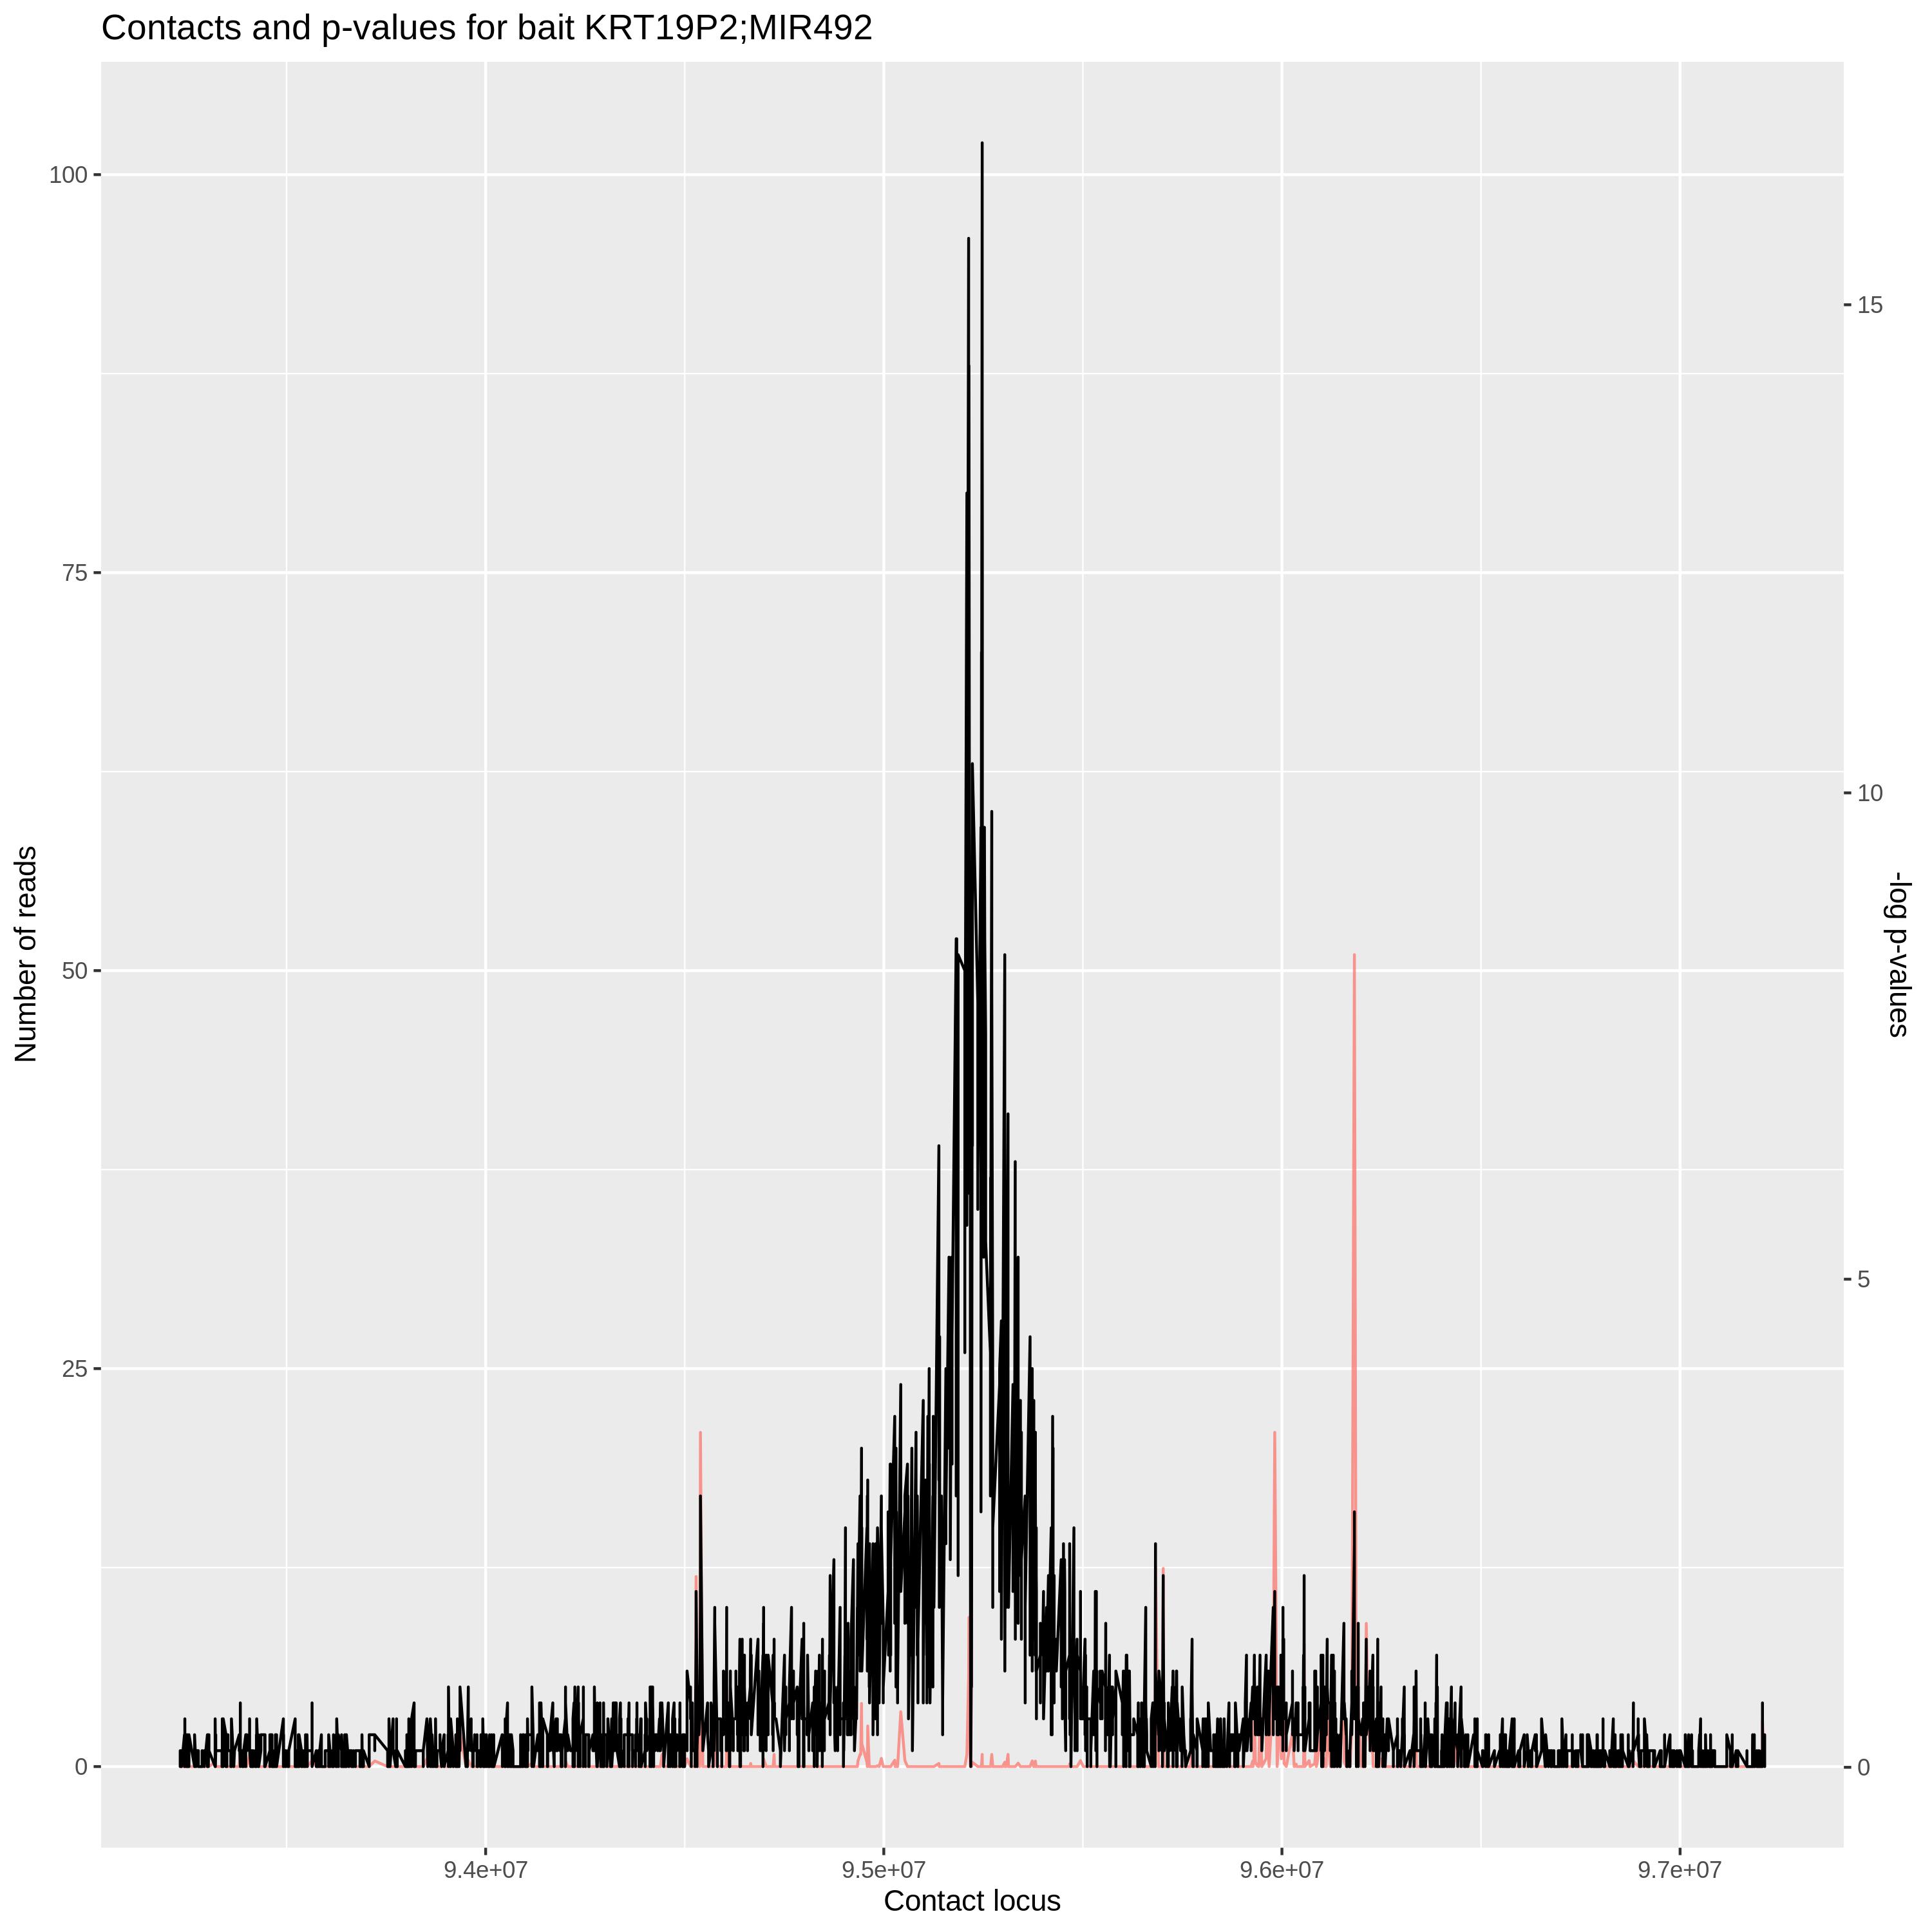 Contacts and p-values for bait KRT19P2;MIR492
100
75
50
25
0
Number of reads
15
10
5
0
-log p-values
9.4e+07
9.5e+07
9.6e+07
9.7e+07
Contact locus